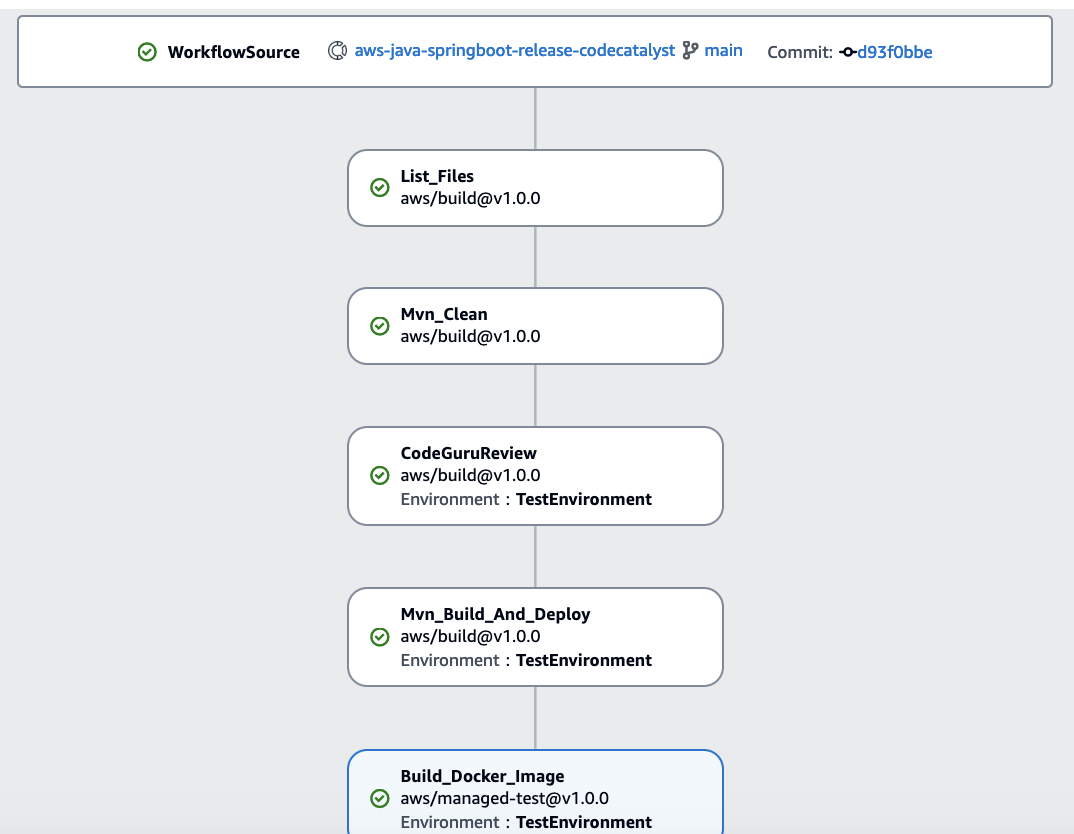 WorkflowSource aws-java-springboot-release-codecatalyst main Commit: d93f0bbe
List_Files
aws/build@v1.0.0
Mvn_Clean
aws/build@v1.0.0
CodeGuruReview
aws/build@v1.0.0
Environment : TestEnvironment
Mvn_Build_And_Deploy
aws/build@v1.0.0
Environment : TestEnvironment
Build_Docker_Image
aws/managed-test@v1.0.0
Environment : TestEnvironment